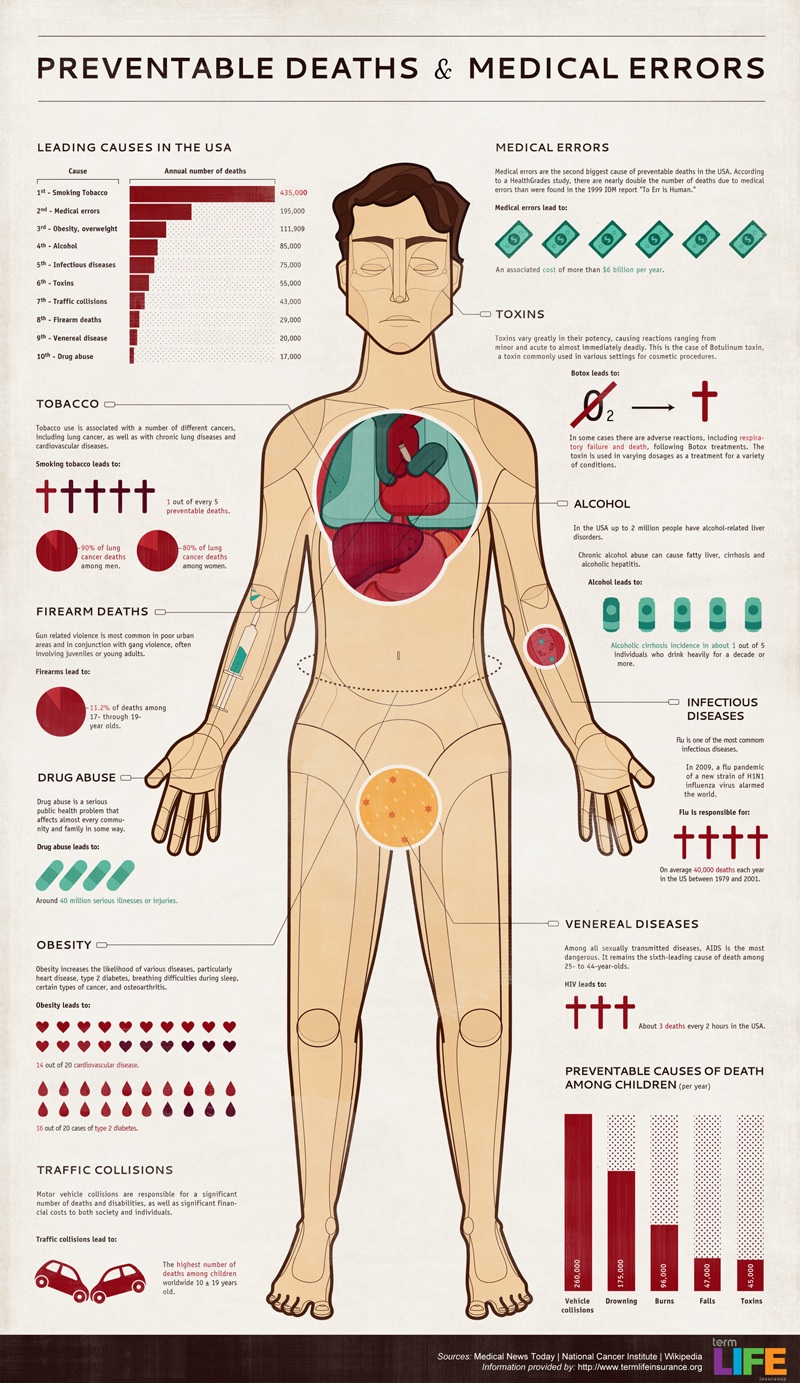 PREVENTABLE DEATHS & MEDICAL ERRORS
LEADING CAUSES IN THE USA
Cause Annual number of deaths
1st - Smoking Tobacco 435,000
2nd - Medical errors 195,000
3rd - Obesity, overweight 111,909
4th - Alcohol 85,000
5th - Infectious diseases 75,000
6th - Toxins 55,000
7th - Traffic collisions 43,000
8th - Firearm deaths 29,000
9th - Venereal disease 20,000
10th - Drug abuse 17,000
MEDICAL ERRORS
Medical errors are the second biggest cause of preventable deaths in the USA. According
to a HealthGrades study, there are nearly double the number of deaths due to medical
errors than were found in the 1999 IOM report "To Err is Human."
Medical errors lead to:
An associated cost of more than $6 billion per year.
TOXINS
Toxins vary greatly in their potency, causing reactions ranging from
minor and acute to almost immediately deadly. This is the case of Botulinum toxin,
a toxin commonly used in various settings for cosmetic procedures.
Botox leads to:
O2
In some cases there are adverse reactions, including respira-
tory failure and death, following Botox treatments. The
toxin is used in varying dosages as a treatment for a variety
of conditions.
TOBACCO
Tobacco use is associated with a number of different cancers,
including lung cancer, as well as with chronic lung diseases and
cardiovascular diseases.
Smoking tobacco leads to:
1 out of every 5
preventable deaths.
90% of lung
cancer deaths
among men.
80% of lung
cancer deaths
among women.
ALCOHOL
In the USA up to 2 million people have alcohol-related liver
disorders.
Chronic alcohol abuse can cause fatty liver, cirrhosis and
alcoholic hepatitis.
Alcohol leads to:
Alcoholic cirrhosis incidence in about 1 out of 5
individuals who drink heavily for a decade or
more.
FIREARM DEATHS
Gun related violence is most common in poor urban
areas and in conjunction with gang violence, often
involving juveniles or young adults.
Firearms lead to:
11.2% of deaths among
17- through 19-
year olds.
INFECTIOUS
DISEASES
Flu is one of the most common
infectious diseases.
In 2009, a flu pandemic
of a new strain of H1N1
influenza virus alarmed
the world.
Flu is responsible for:
On average 40,000 deaths each year
in the US between 1979 and 2001.
DRUG ABUSE
Drug abuse is a serious
public health problem that
affects almost every commu-
nity and family in some way.
Drug abuse leads to:
Around 40 million serious illnesses or injuries.
VENEREAL DISEASES
Among all sexually transmitted diseases, AIDS is the most
dangerous. It remains the sixth-leading cause of death among
25- to 44-year-olds.
HIV leads to:
About 3 deaths every 2 hours in the USA.
OBESITY
Obesity increases the likelihood of various diseases, particularly
heart disease, type 2 diabetes, breathing difficulties during sleep,
certain types of cancer, and osteoarthritis.
Obesity leads to:
14 out of 20 cardiovascular disease.
16 out of 20 cases of type 2 diabetes.
TRAFFIC COLLISIONS
Motor vehicle collisions are responsible for a significant
number of deaths and disabilities, as well as significant finan-
cial costs to both society and individuals.
Traffic collisions lead to:
The highest number of
deaths among children
worldwide 10 ± 19 years
old.
PREVENTABLE CAUSES OF DEATH
AMONG CHILDREN (per year)
260,000 175,000 96,000 47,000 45,000
Vehicle collisions Drowning Burns Falls Toxins
Sources: Medical News Today | National Cancer Institute | Wikipedia
Information provided by: http://www.termlifeinsurance.org
term
LIFE
insurance